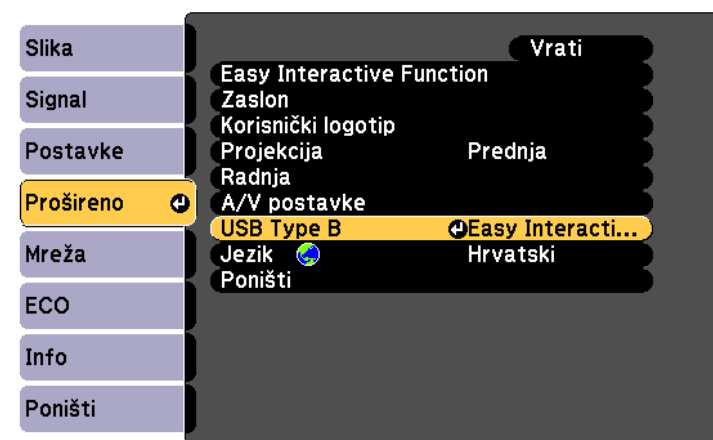 Slika
Signal
Postavke
Prošireno
Mreža
ECO
Info
Poništi
Vrati
Easy Interactive Function
Zaslon
Korisnički logotip
Projekcija Prednja
Radnja
A/V postavke
USB Type B Easy Interacti...
Jezik Hrvatski
Poništi